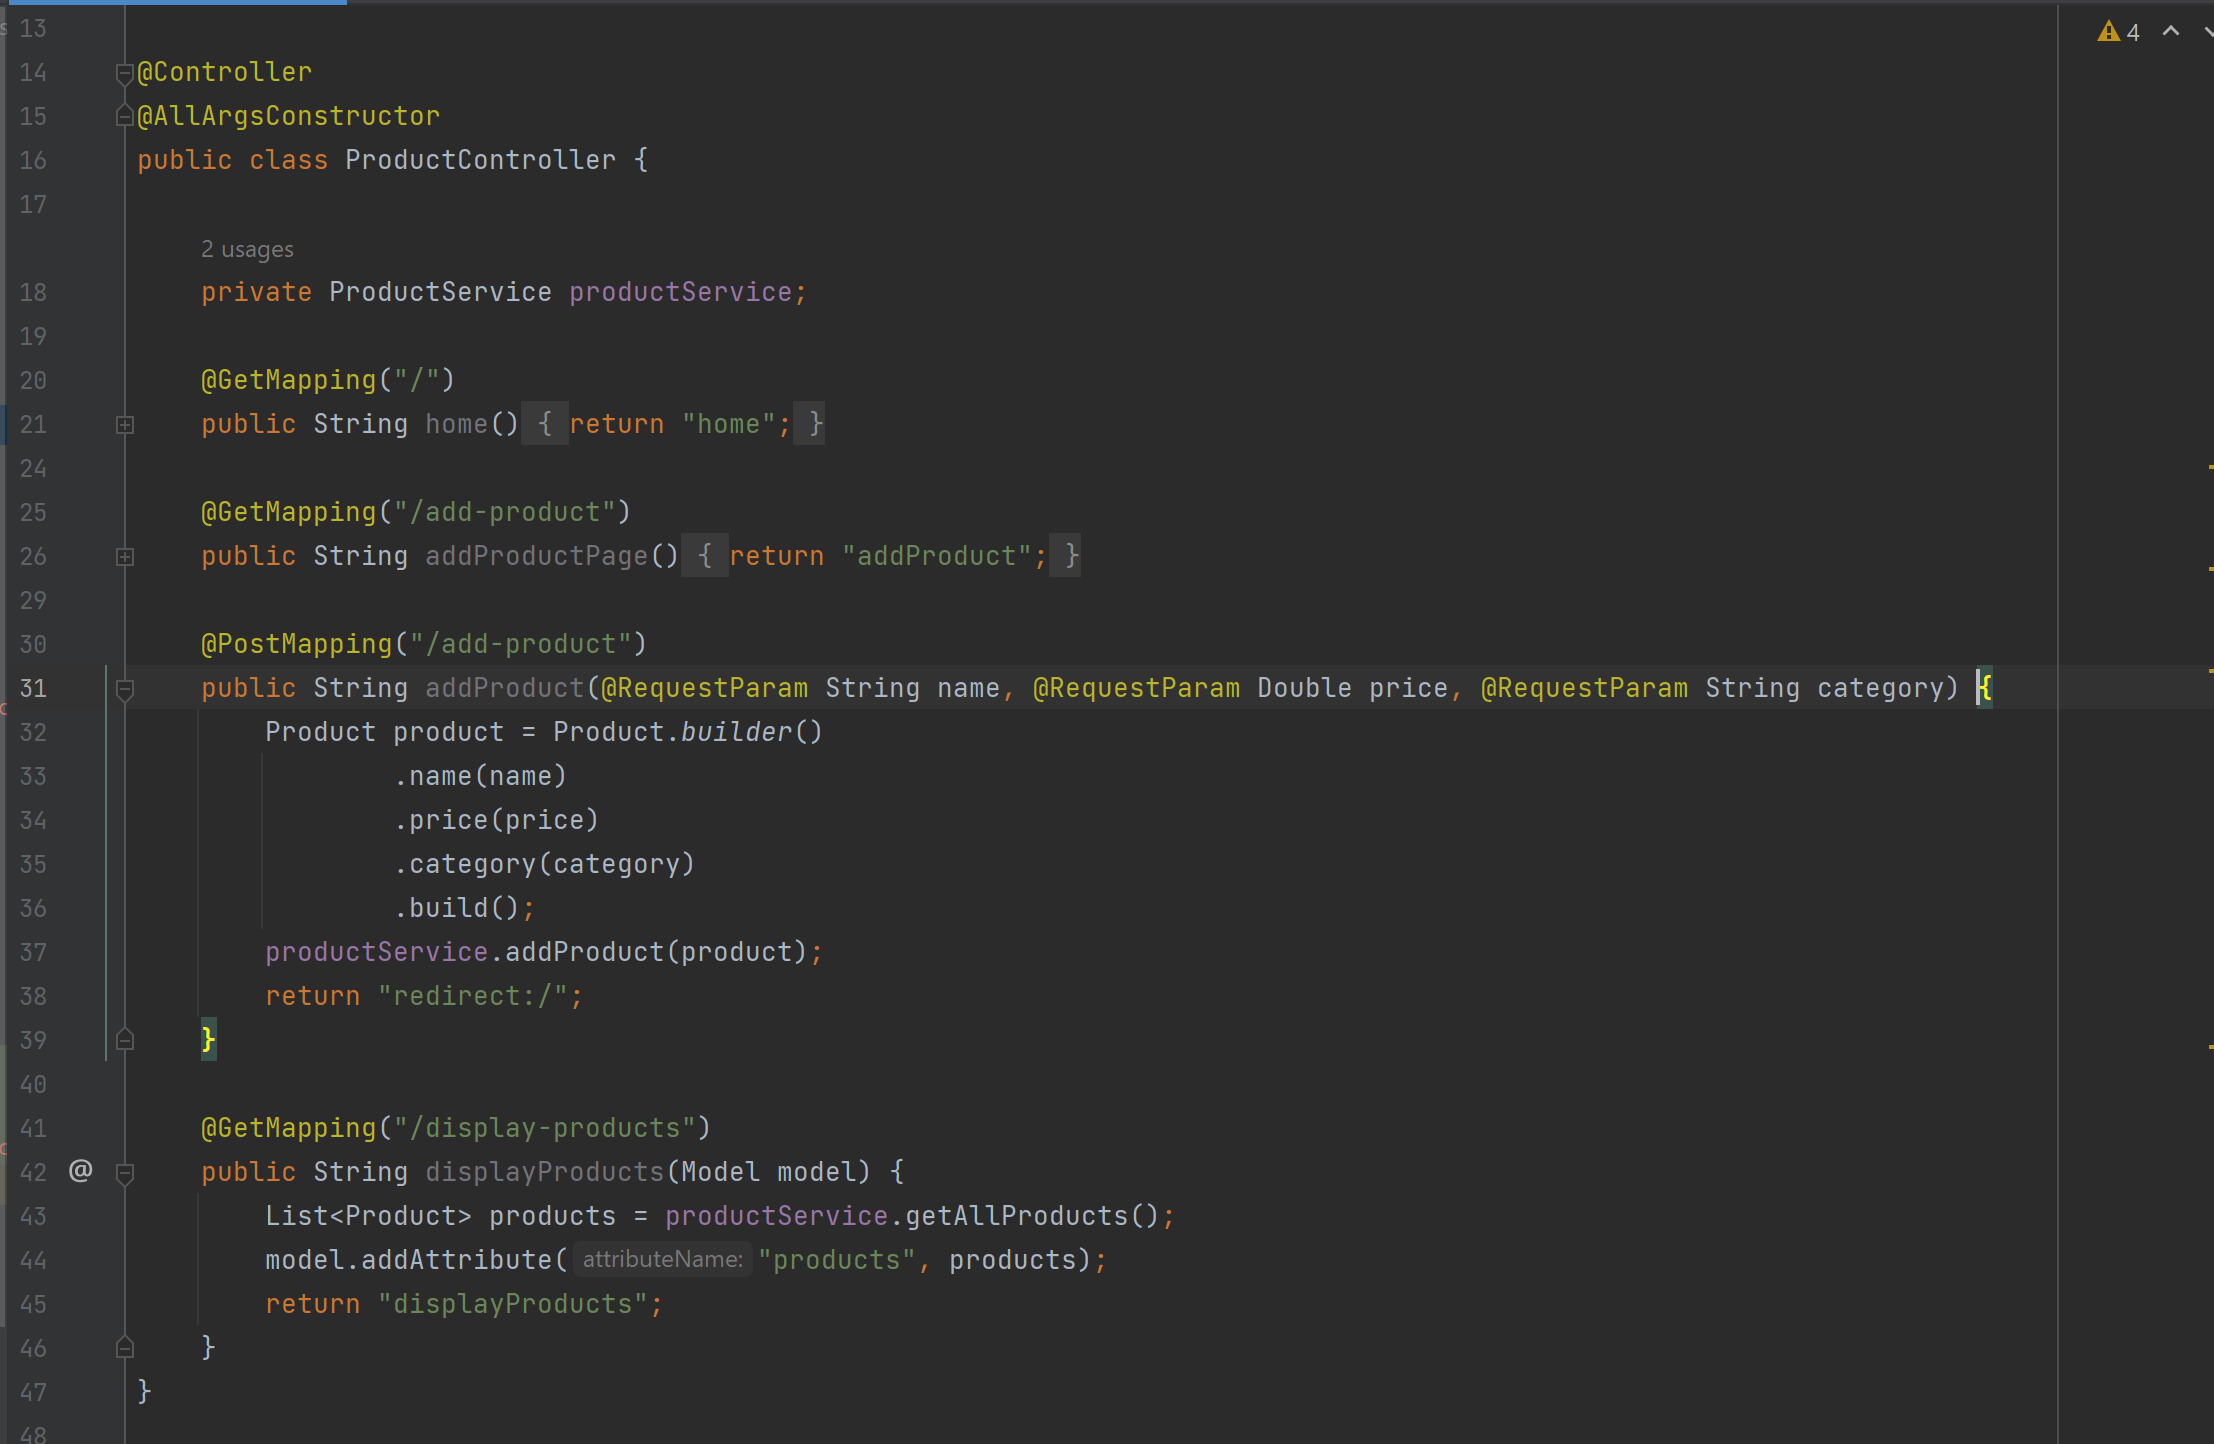 4
13
14 @Controller
15 @AllArgsConstructor
16 public class ProductController {
17
2 usages
18 private ProductService productService;
19
20 @GetMapping("/")
21 public String home() { return "home"; }
24
25 @GetMapping("/add-product")
26 public String addProductPage() { return "addProduct"; }
29
30 @PostMapping("/add-product")
31 public String addProduct(@RequestParam String name, @RequestParam Double price, @RequestParam String category) {
32 Product product = Product.builder()
33 .name(name)
34 .price(price)
35 .category(category)
36 .build();
37 productService.addProduct(product);
38 return "redirect:/";
39 }
40
41 @GetMapping("/display-products")
42 @ public String displayProducts(Model model) {
43 List<Product> products = productService.getAllProducts();
44 model.addAttribute( attributeName: "products", products);
45 return "displayProducts";
46 }
47 }
48